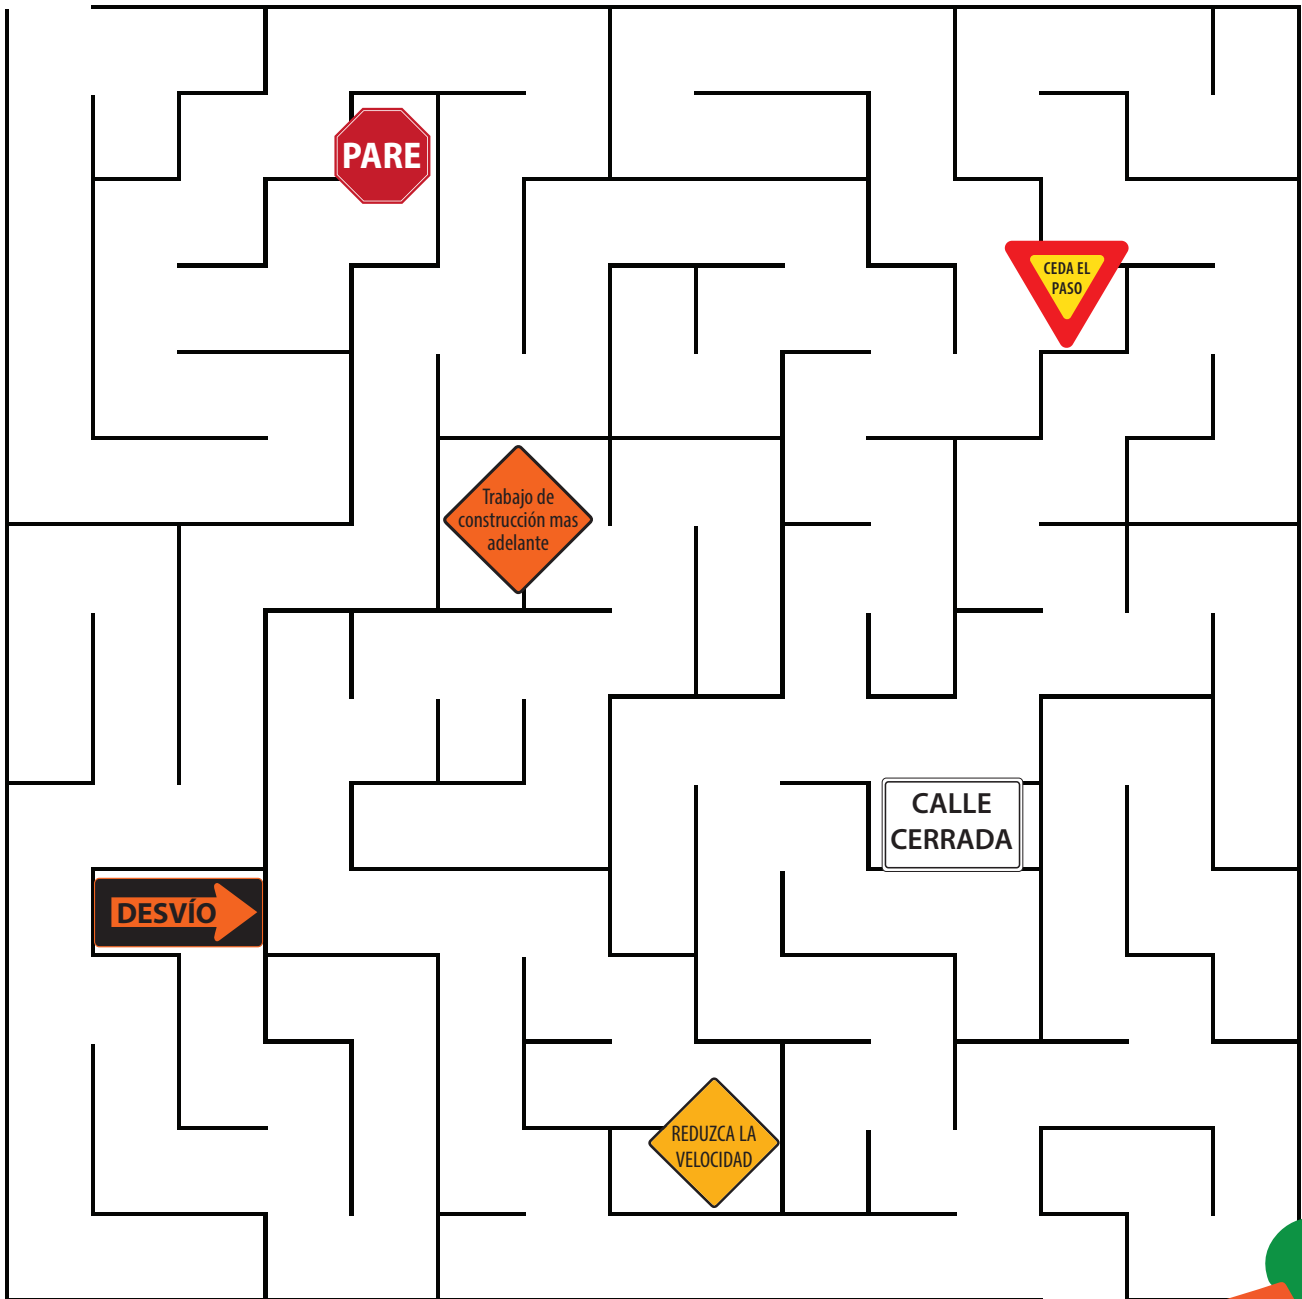 PARE
CEDA EL
PASO
Trabajo de
construcción mas
adelante
CALLE
CERRADA
DESVÍO
REDUZCA LA
VELOCIDAD